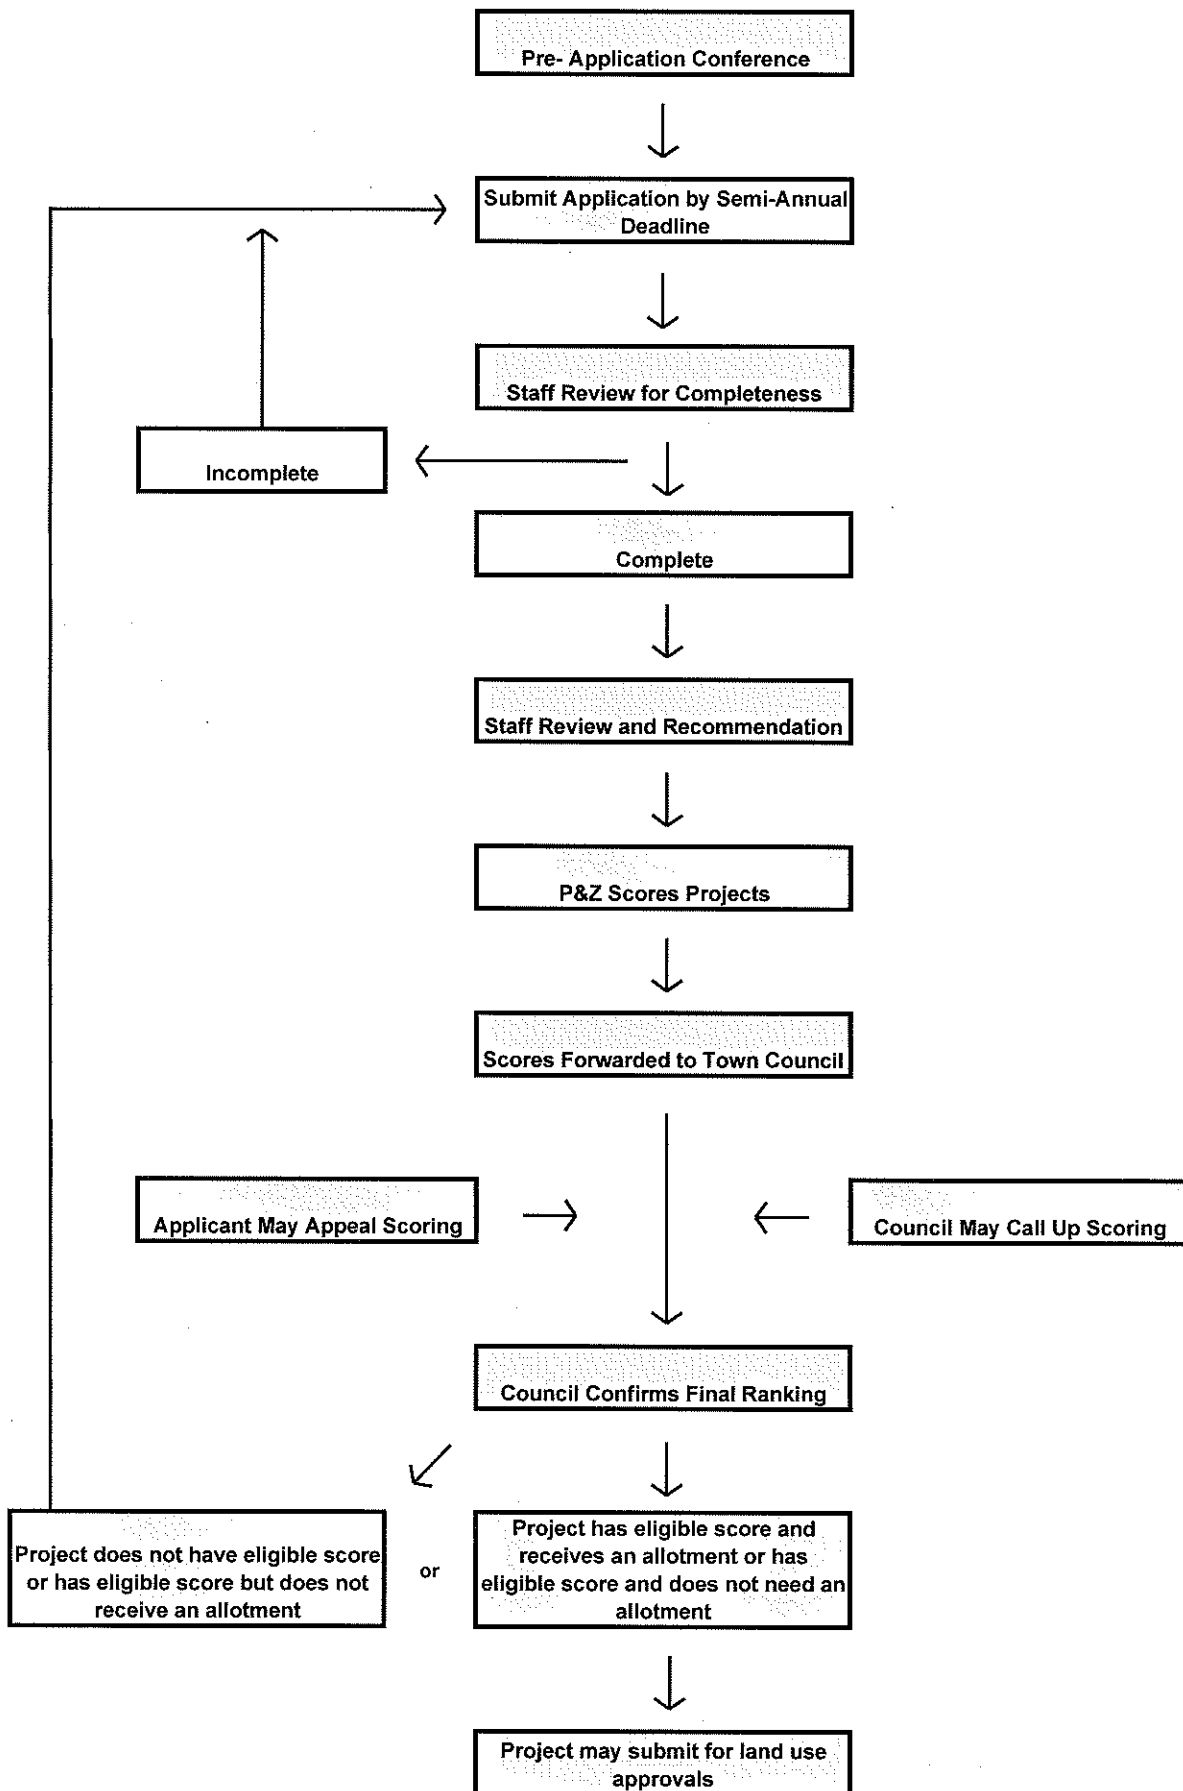 Pre- Application Conference
Submit Application by Semi-Annual
Deadline
Staff Review for Completeness
Incomplete
Complete
Staff Review and Recommendation
P&Z Scores Projects
Scores Forwarded to Town Council
Applicant May Appeal Scoring
Council May Call Up Scoring
Council Confirms Final Ranking
Project does not have eligible score
or has eligible score but does not
receive an allotment
or
Project has eligible score and
receives an allotment or has
eligible score and does not need an
allotment
Project may submit for land use
approvals